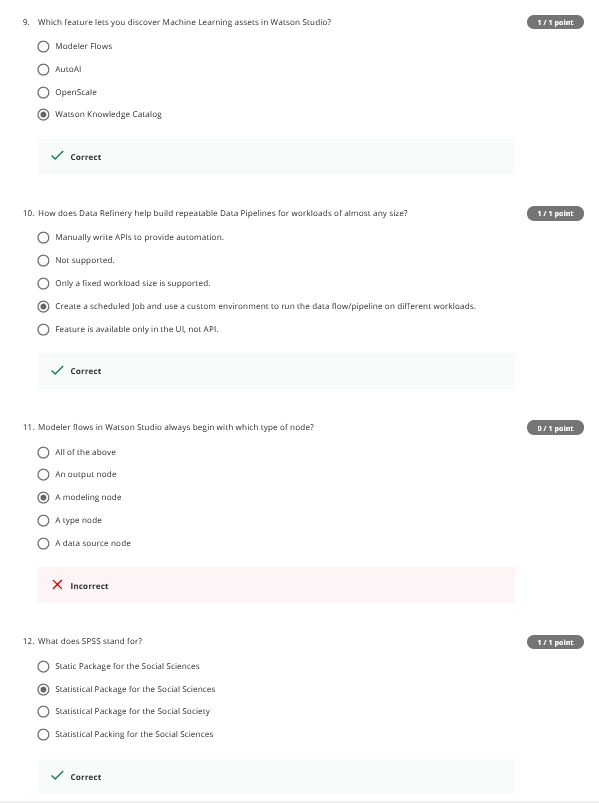 9. Which feature lets you discover Machine Learning assets in Watson Studio?
1 / 1 point
Modeler Flows
AutoAI
OpenScale
Watson Knowledge Catalog
Correct
10. How does Data Refinery help build repeatable Data Pipelines for workloads of almost any size?
1 / 1 point
Manually write APIs to provide automation.
Not supported.
Only a fixed workload size is supported.
Create a scheduled Job and use a custom environment to run the data flow/pipeline on different workloads.
Feature is available only in the UI, not API.
Correct
11. Modeler flows in Watson Studio always begin with which type of node?
0 / 1 point
All of the above
An output node
A modeling node
A type node
A data source node
Incorrect
12. What does SPSS stand for?
1 / 1 point
Static Package for the Social Sciences
Statistical Package for the Social Sciences
Statistical Package for the Social Society
Statistical Packing for the Social Sciences
Correct